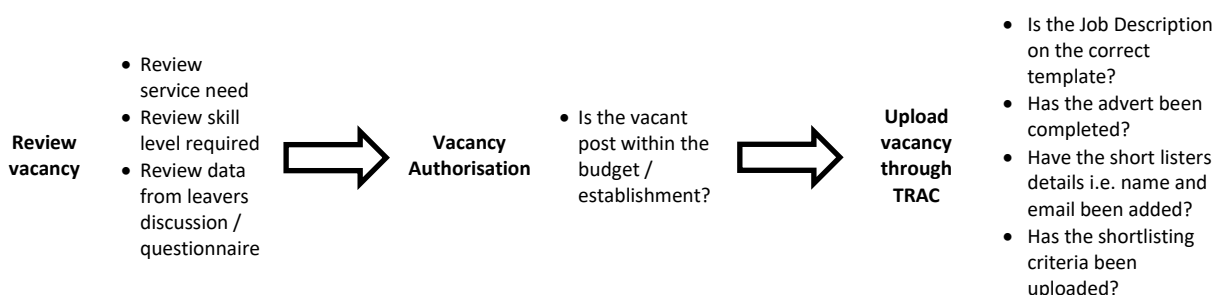 Review
vacancy
• Review
service need
• Review skill
level required
• Review data
from leavers
discussion /
questionnaire
Vacancy
Authorisation
• Is the vacant
post within the
budget /
establishment?
Upload
vacancy
through
TRAC
• Is the Job Description
on the correct
template?
• Has the advert been
completed?
• Have the short listers
details i.e. name and
email been added?
• Has the shortlisting
criteria been
uploaded?